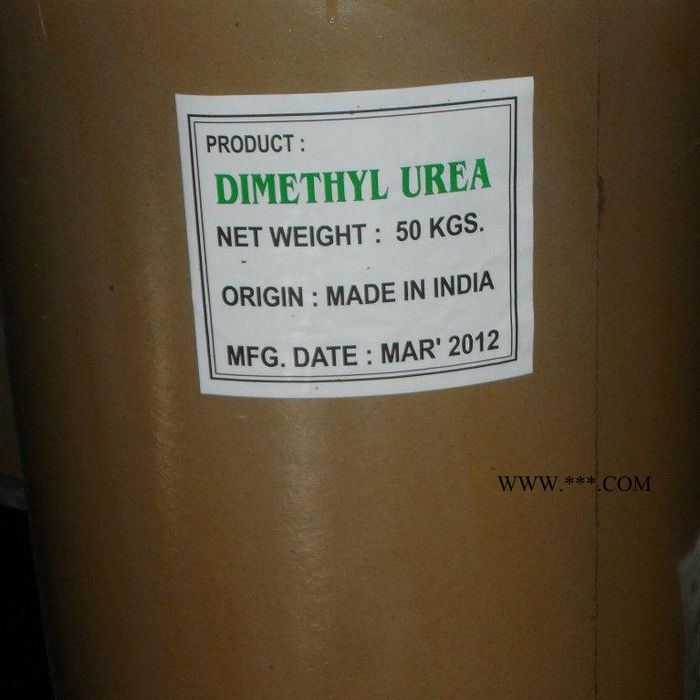 PRODUCT :
DIMETHYL UREA
NET WEIGHT : 50 KGS.
ORIGIN : MADE IN INDIA
MFG. DATE : MAR' 2012
WWW.***.COM